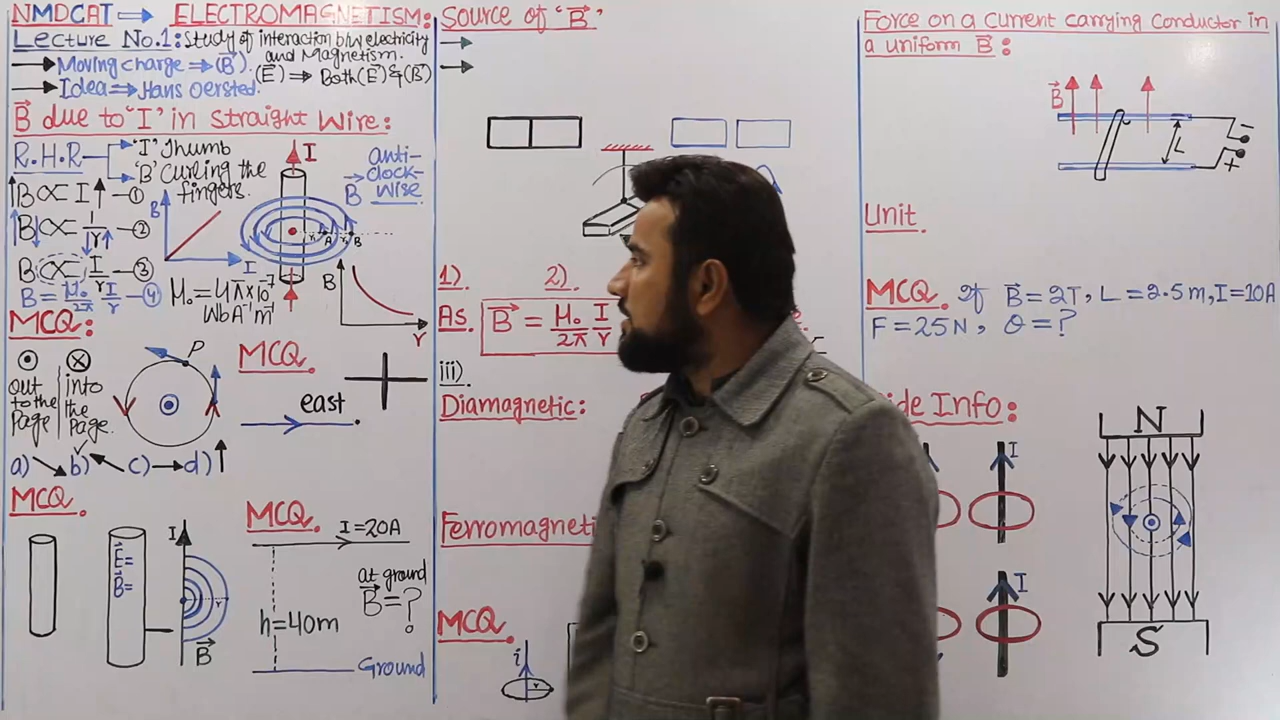 NMDCAT → ELECTROMAGNETISM:
Lecture No.1: Study of interaction b/w electricity
and Magnetism.
→ Moving charge ⇒ (B⃗).
(E⃗) ⇒ Both (E⃗) & (B⃗)
→ Idea ⇒ Hans Oersted.
B⃗ due to "I" in Straight Wire:
R.H.R
'I' Thumb
'B' Curling the
fingers.
I
anti-
clock-
wise
B⃗
↑B ∝ I↑ —①
B↓ ∝ 1/r↑ —②
B ∝ I/r —③
B = μ₀/2π I/r —④
B
I
μ₀ = 4π×10⁻⁷
WbA⁻¹m⁻¹
r A r B
B
r
MCQ:
out
to the
Page
into
the
page.
P
a) ↘ b) ↖ c) → d) ↑
MCQ.
east
MCQ.
E⃗=
B⃗=
I
r
B⃗
MCQ.
I=20A
at ground
B⃗=?
h=40m
Ground
Source of "B⃗"
1). 2).
As. B⃗ = μ₀/2π I/r
iii).
Diamagnetic:
Ferromagneti
MCQ.
i
r
Force on a current carrying conductor in
a uniform B⃗:
B⃗
L
-
+
Unit
MCQ. If B⃗=2T, L=2.5m, I=10A
F=25N, θ=?
ide Info:
I
I
N
S